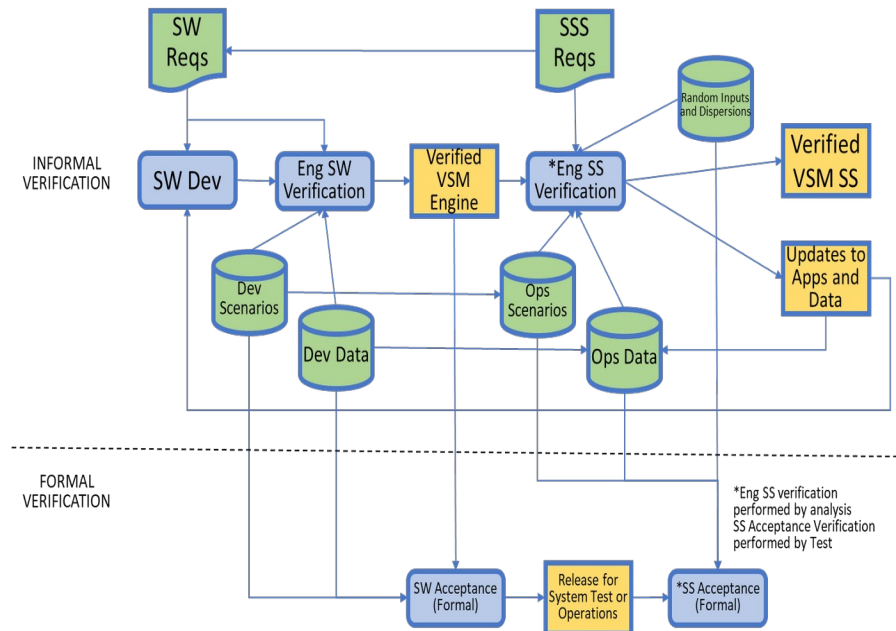 SW
Reqs
SSS
Reqs
Random Inputs
and Dispersions
INFORMAL
VERIFICATION
SW Dev
Eng SW
Verification
Verified
VSM
Engine
*Eng SS
Verification
Verified
VSM SS
Dev
Scenarios
Ops
Scenarios
Updates to
Apps and
Data
Dev Data
Ops Data
FORMAL
VERIFICATION
*Eng SS verification
performed by analysis
SS Acceptance Verification
performed by Test
SW Acceptance
(Formal)
Release for
System Test or
Operations
*SS Acceptance
(Formal)